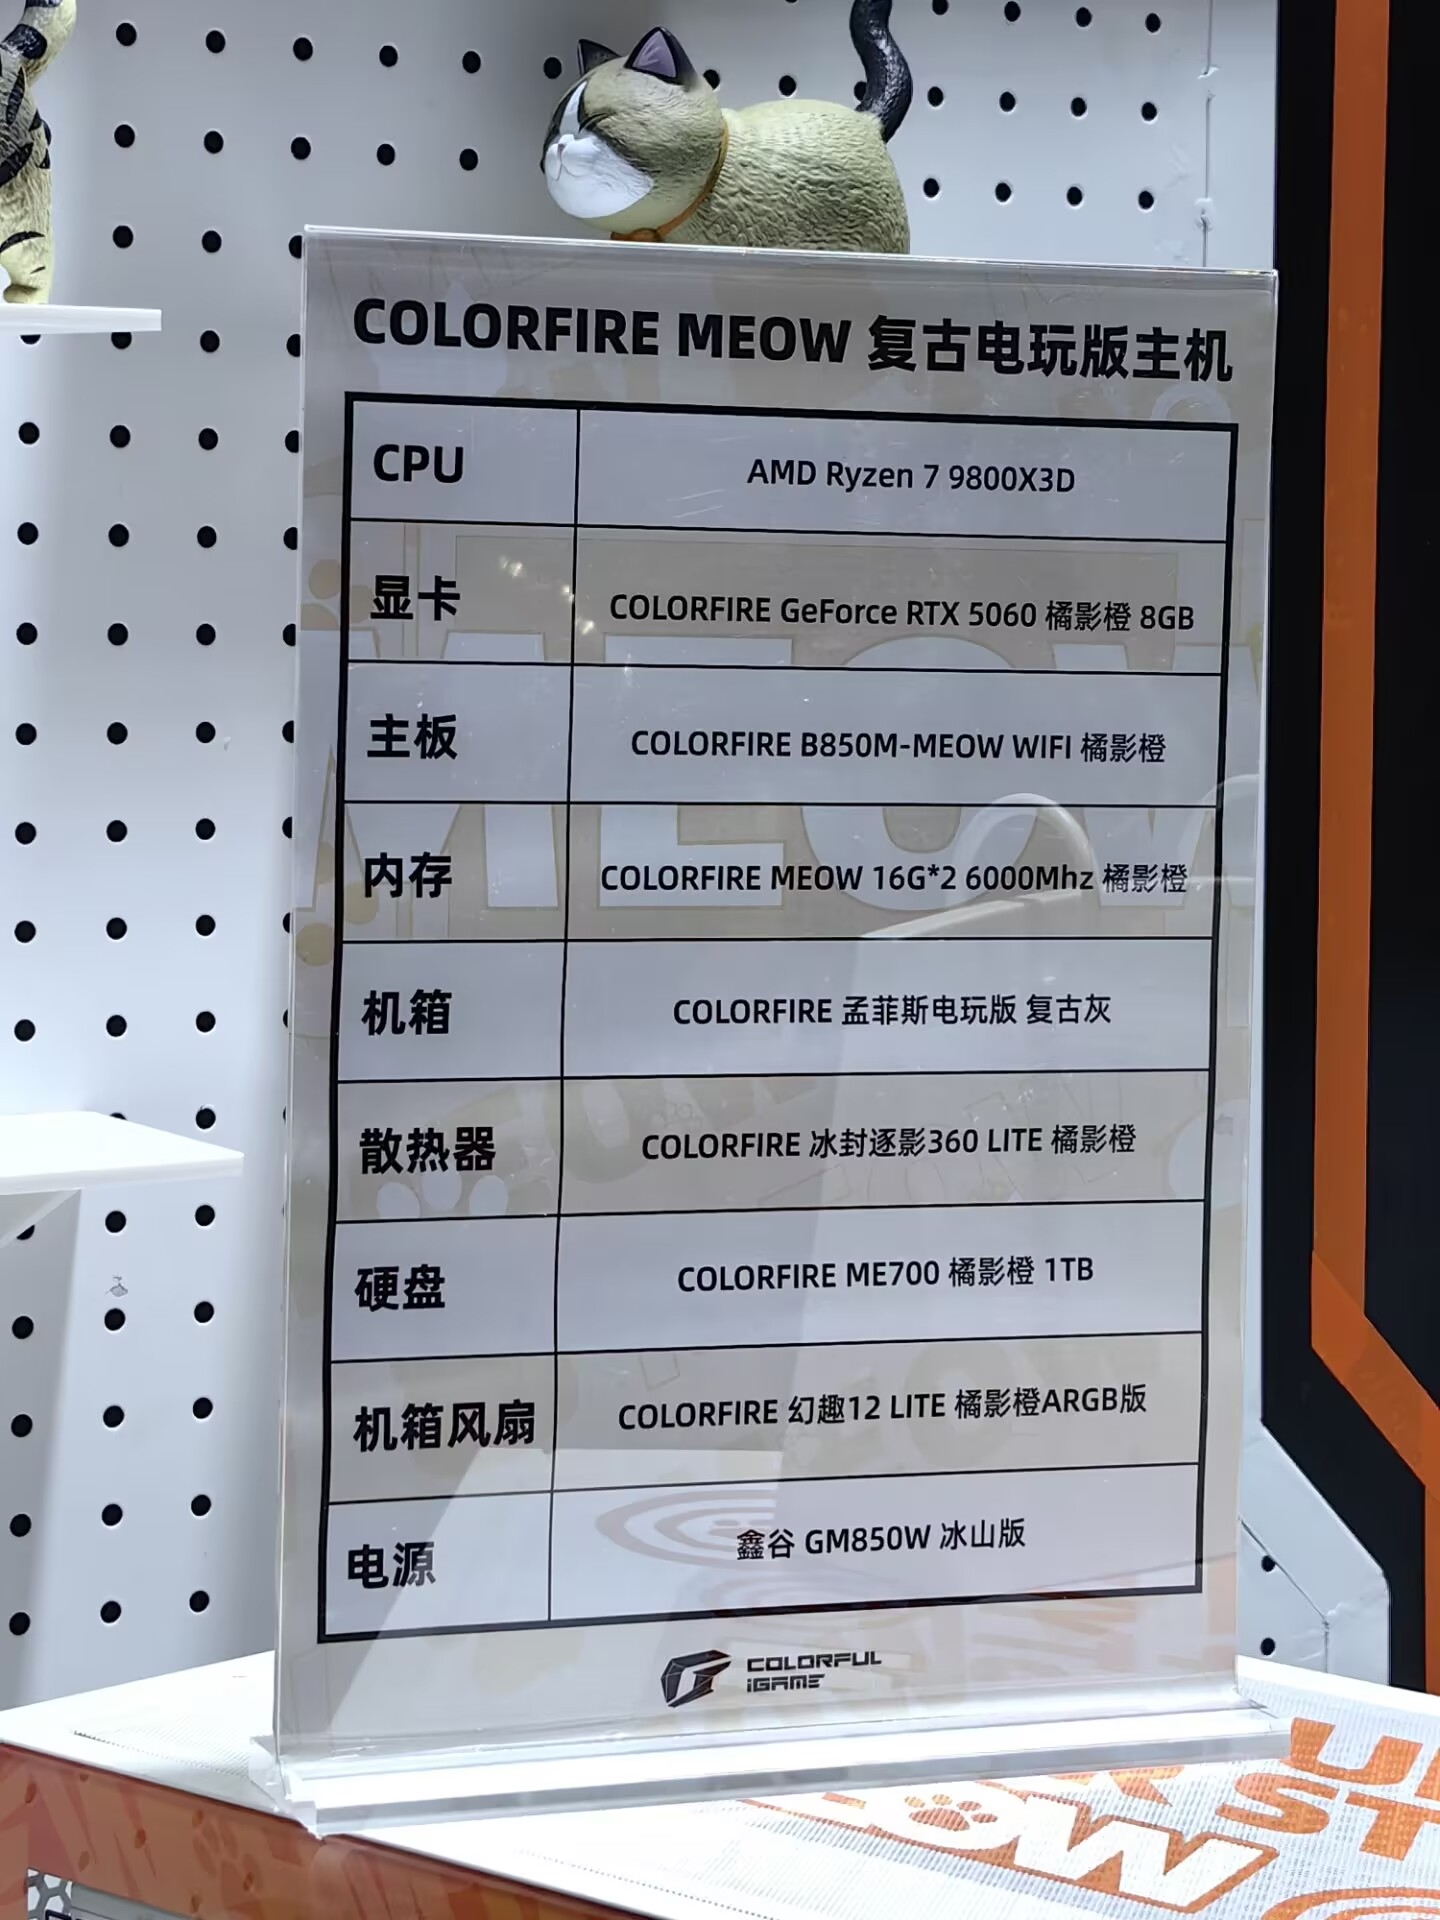 COLORFIRE MEOW 复古电玩版主机
CPU
AMD Ryzen 7 9800X3D
显卡
COLORFIRE GeForce RTX 5060 橘影橙 8GB
主板
COLORFIRE B850M-MEOW WIFI 橘影橙
内存
COLORFIRE MEOW 16G*2 6000Mhz 橘影橙
机箱
COLORFIRE 孟菲斯电玩版 复古灰
散热器
COLORFIRE 冰封逐影360 LITE 橘影橙
硬盘
COLORFIRE ME700 橘影橙 1TB
机箱风扇
COLORFIRE 幻趣12 LITE 橘影橙ARGB版
电源
鑫谷 GM850W 冰山版
COLORFUL
iGAME